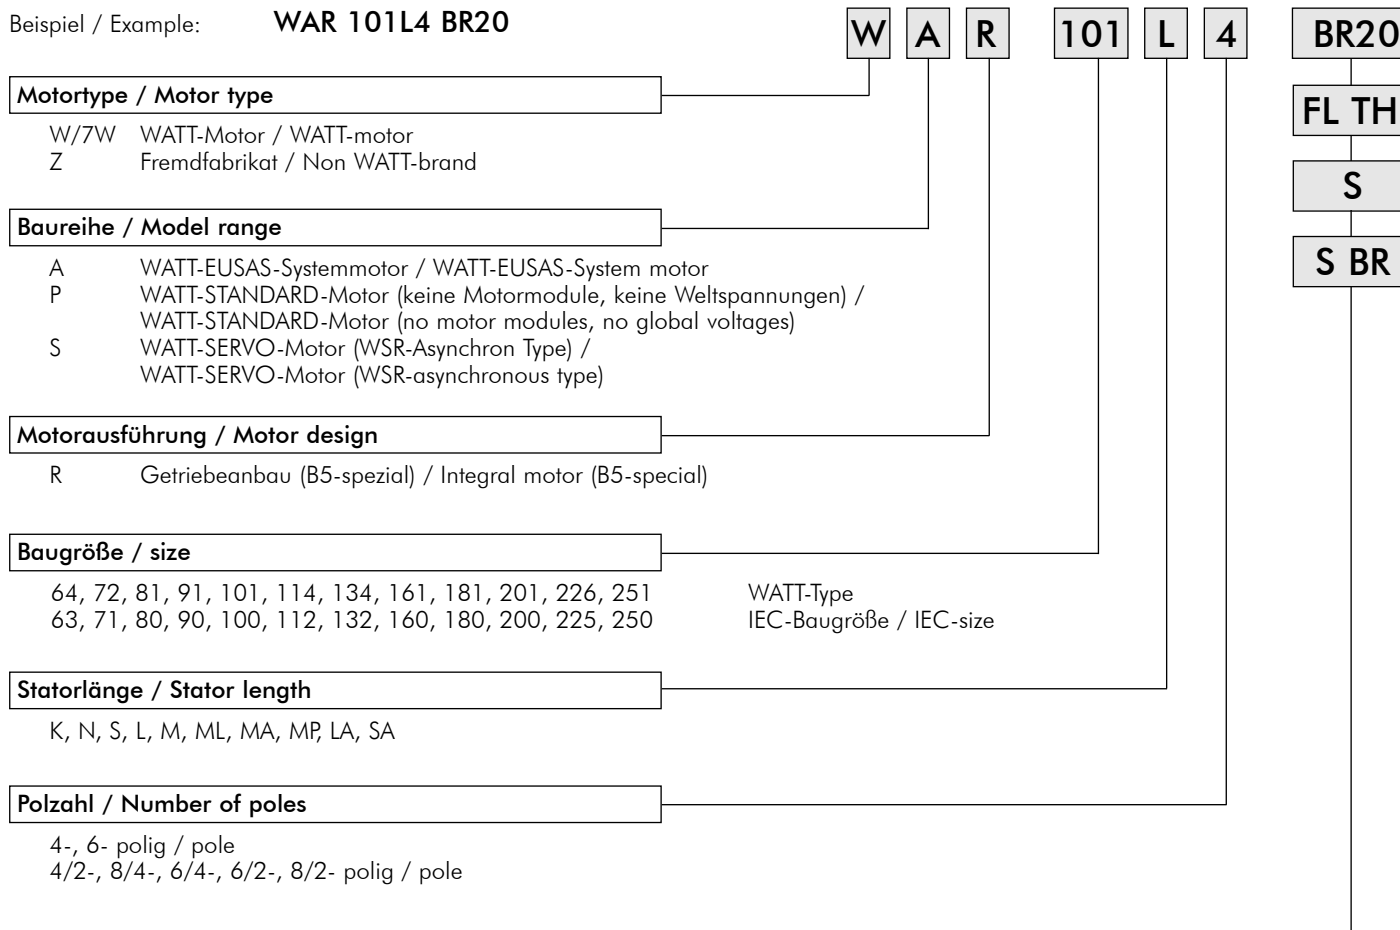 Beispiel / Example: WAR 101L4 BR20
W A R 101 L 4 BR20
FL TH
S
S BR
Motortype / Motor type
W/7W WATT-Motor / WATT-motor
Z Fremdfabrikat / Non WATT-brand
Baureihe / Model range
A WATT-EUSAS-Systemmotor / WATT-EUSAS-System motor
P WATT-STANDARD-Motor (keine Motormodule, keine Weltspannungen) /
WATT-STANDARD-Motor (no motor modules, no global voltages)
S WATT-SERVO-Motor (WSR-Asynchron Type) /
WATT-SERVO-Motor (WSR-asynchronous type)
Motorausführung / Motor design
R Getriebeanbau (B5-spezial) / Integral motor (B5-special)
Baugröße / size
64, 72, 81, 91, 101, 114, 134, 161, 181, 201, 226, 251 WATT-Type
63, 71, 80, 90, 100, 112, 132, 160, 180, 200, 225, 250 IEC-Baugröße / IEC-size
Statorlänge / Stator length
K, N, S, L, M, ML, MA, MP, LA, SA
Polzahl / Number of poles
4-, 6- polig / pole
4/2-, 8/4-, 6/4-, 6/2-, 8/2- polig / pole